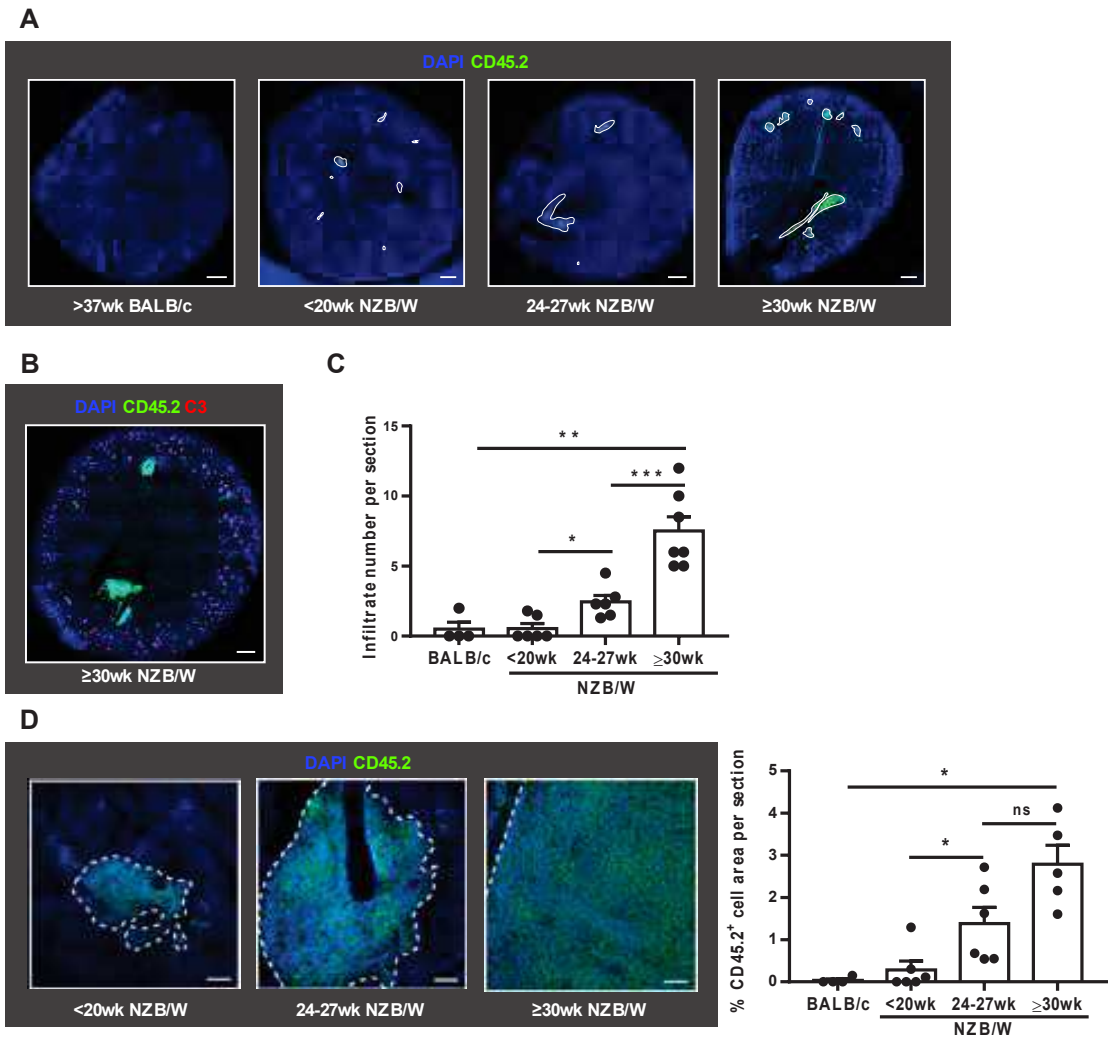 A
DAPI CD45.2
>37wk BALB/c
<20wk NZB/W
24-27wk NZB/W
≥30wk NZB/W
B
DAPI CD45.2 C3
≥30wk NZB/W
C
Infiltrate number per section
15
10
5
0
**
***
*
BALB/c
<20wk
24-27wk
≥30wk
NZB/W
D
DAPI CD45.2
<20wk NZB/W
24-27wk NZB/W
≥30wk NZB/W
% CD45.2⁺ cell area per section
5
4
3
2
1
0
*
ns
*
BALB/c
<20wk
24-27wk
≥30wk
NZB/W